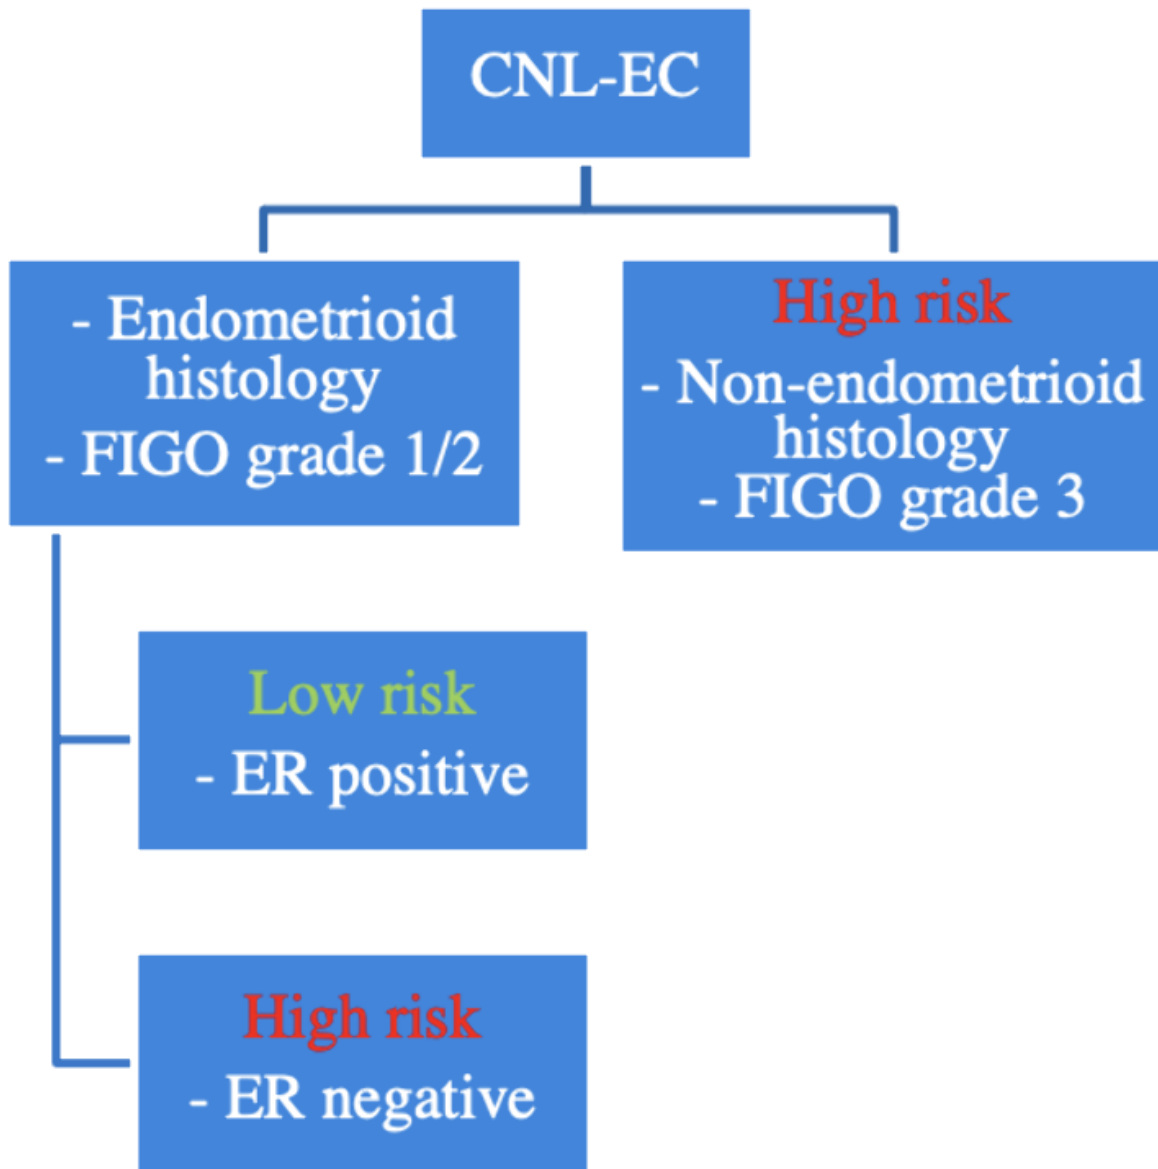 CNL-EC
- Endometrioid
histology
- FIGO grade 1/2
High risk
- Non-endometrioid
histology
- FIGO grade 3
Low risk
- ER positive
High risk
- ER negative